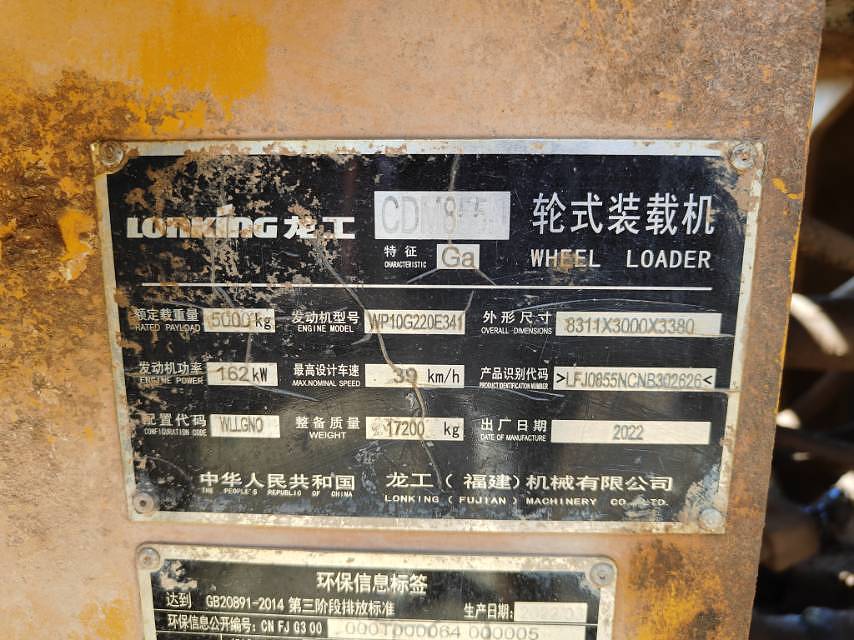 LONKING 龙工 CDM855 轮式装载机
特征 CHARACTERISTIC Ga WHEEL LOADER
额定载重量 RATED PAYLOAD 5000 kg 发动机型号 ENGINE MODEL WP10G220E341 外形尺寸 OVERALL DIMENSIONS 8311X3000X3380
发动机功率 ENGINE POWER 162 kW 最高设计车速 MAX.NOMINAL SPEED 39 km/h 产品识别代码 PRODUCT IDENTIFICATION NUMBER >LFJ0855NCNB302626<
配置代码 CONFIGURATION CODE WLLGNO 整备质量 WEIGHT 17200 kg 出厂日期 DATE OF MANUFACTURE 2022
中华人民共和国 龙工（福建）机械有限公司
THE PEOPLE'S REPUBLIC OF CHINA LONKING (FUJIAN) MACHINERY CO., LTD.
环保信息标签
达到 GB20891-2014 第三阶段排放标准 生产日期:
环保信息公开编号: CN FJ G3 00 0001000064 000005